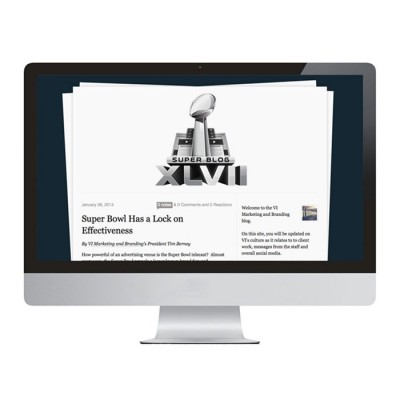 SUPER BLOG
XLVII
January 08, 2013
0 Comments and 0 Reactions
Super Bowl Has a Lock on
Effectiveness
By VI Marketing and Branding's President Tim Berney
How powerful of an advertising venue is the Super Bowl telecast? Almost
Welcome to the VI
Marketing and Branding
blog.
On this site, you will be updated on
VI's culture as it relates to to client
work, messages from the staff and
overall social media.